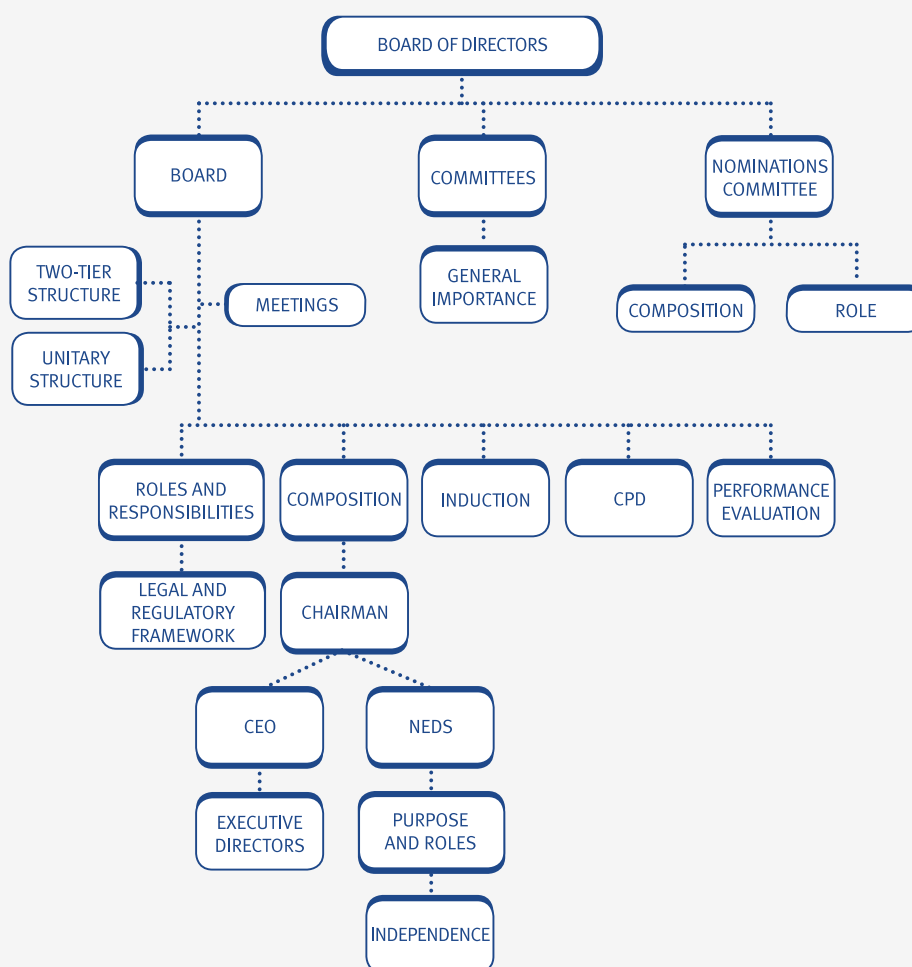 BOARD OF DIRECTORS
BOARD
COMMITTEES
NOMINATIONS
COMMITTEE
TWO-TIER
STRUCTURE
MEETINGS
GENERAL
IMPORTANCE
COMPOSITION
ROLE
UNITARY
STRUCTURE
ROLES AND
RESPONSIBILITIES
COMPOSITION
INDUCTION
CPD
PERFORMANCE
EVALUATION
LEGAL AND
REGULATORY
FRAMEWORK
CHAIRMAN
CEO
NEDS
EXECUTIVE
DIRECTORS
PURPOSE
AND ROLES
INDEPENDENCE